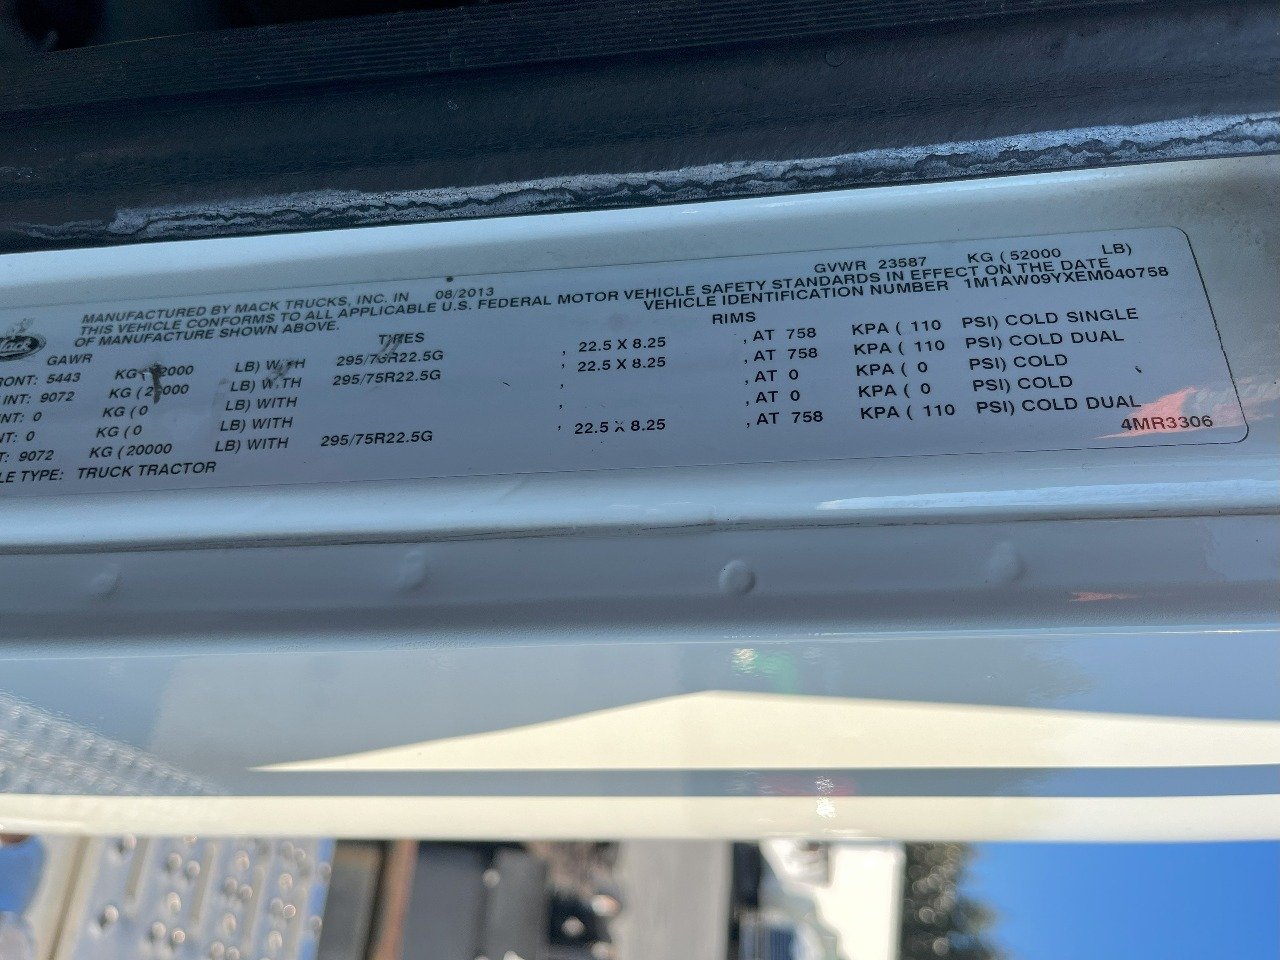 GVWR 23587 KG (52000 LB)
MANUFACTURED BY MACK TRUCKS, INC. IN 08/2013
THIS VEHICLE CONFORMS TO ALL APPLICABLE U.S. FEDERAL MOTOR VEHICLE SAFETY STANDARDS IN EFFECT ON THE DATE
OF MANUFACTURE SHOWN ABOVE. VEHICLE IDENTIFICATION NUMBER 1M1AW09YXEM040758
Mack
GAWR TIRES RIMS
RONT: 5443 KG (12000 LB) WITH 295/75R22.5G , 22.5 X 8.25 , AT 758 KPA ( 110 PSI) COLD SINGLE
INT: 9072 KG (20000 LB) WITH 295/75R22.5G , 22.5 X 8.25 , AT 758 KPA ( 110 PSI) COLD DUAL
INT: 0 KG (0 LB) WITH , , AT 0 KPA ( 0 PSI) COLD
NT: 0 KG (0 LB) WITH , , AT 0 KPA ( 0 PSI) COLD
T: 9072 KG (20000 LB) WITH 295/75R22.5G , 22.5 X 8.25 , AT 758 KPA ( 110 PSI) COLD DUAL
LE TYPE: TRUCK TRACTOR 4MR3306